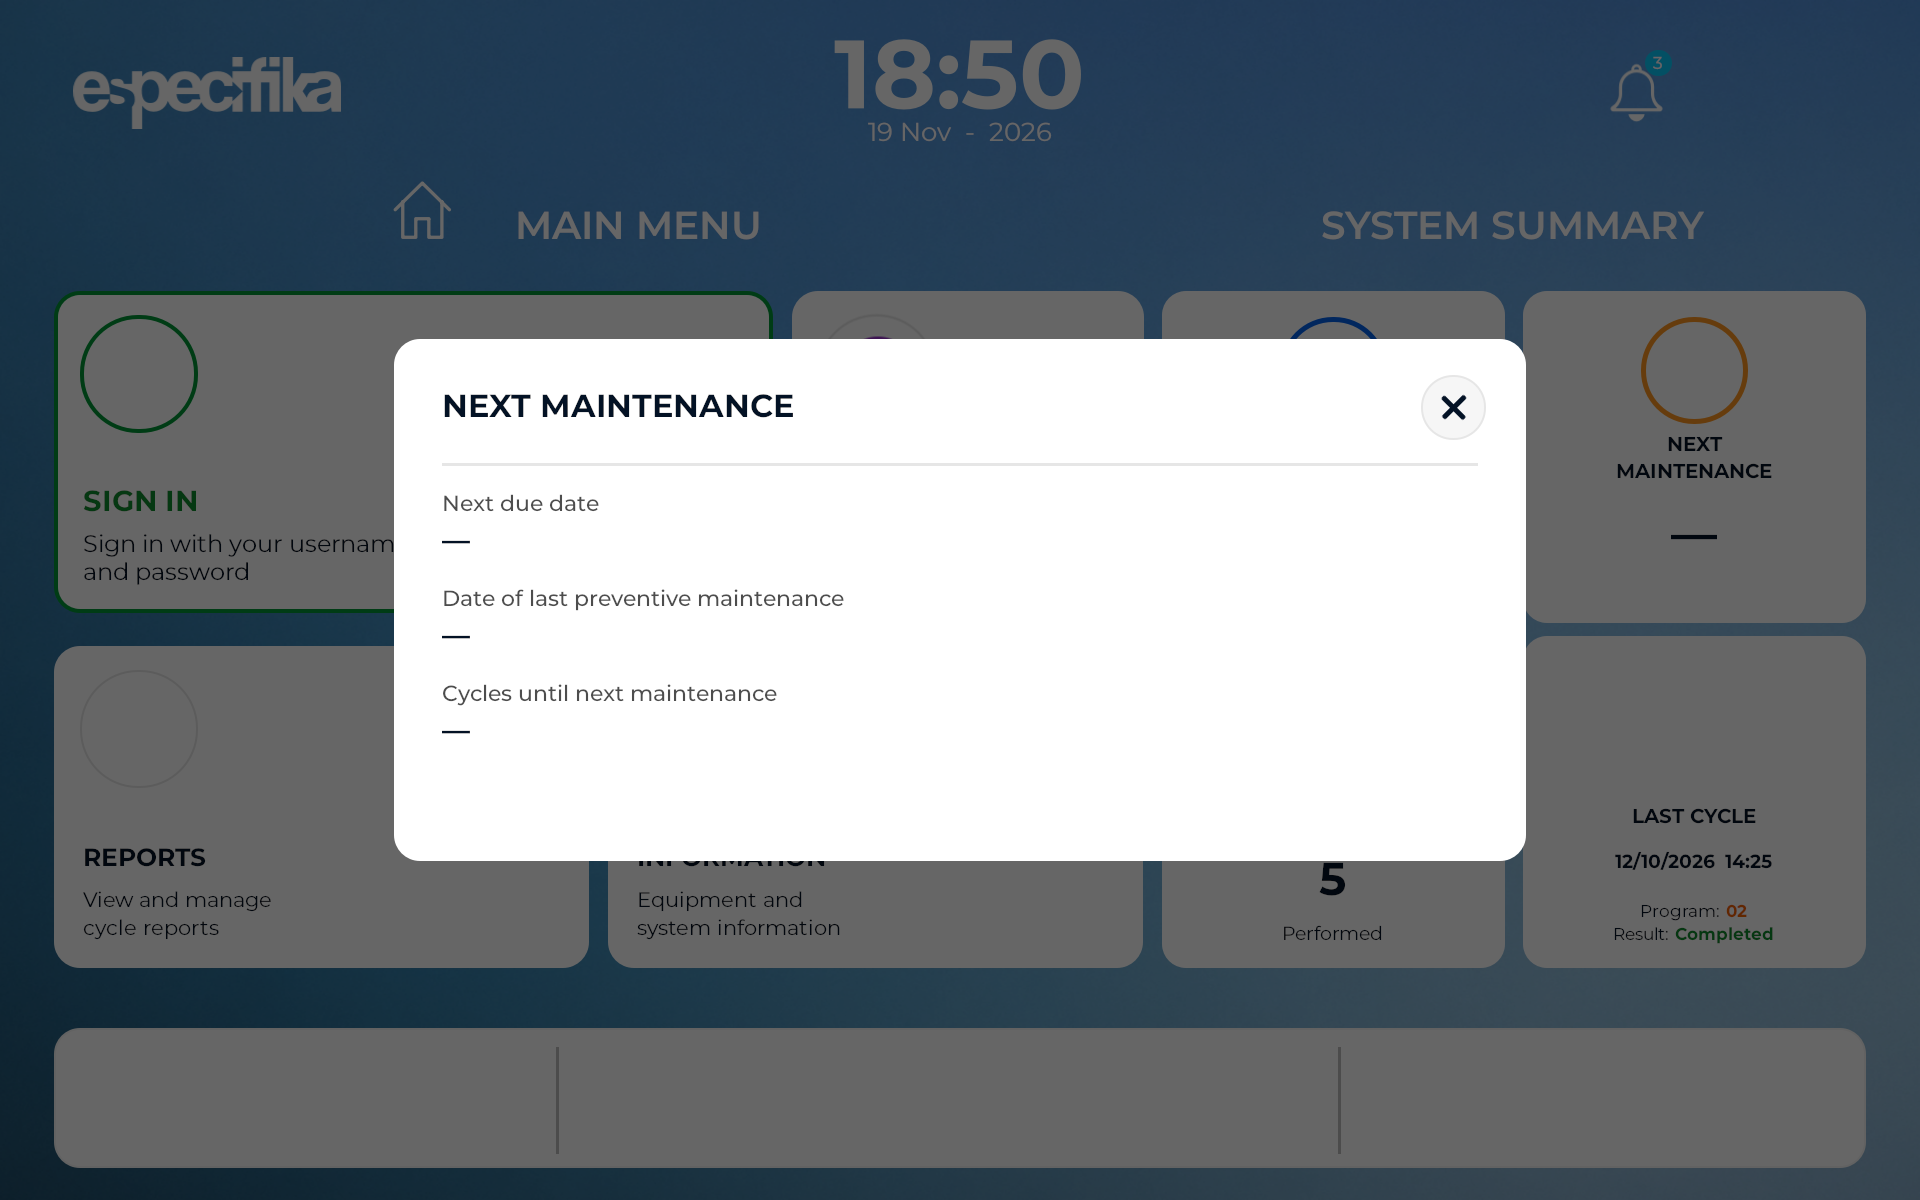 especifika
18:50
3
19 Nov - 2026
MAIN MENU
SYSTEM SUMMARY
NEXT MAINTENANCE
NEXT
MAINTENANCE
—
Next due date
—
SIGN IN
Sign in with your usernam
and password
Date of last preventive maintenance
—
Cycles until next maintenance
—
REPORTS
View and manage
cycle reports
INFORMATION
Equipment and
system information
5
Performed
LAST CYCLE
12/10/2026 14:25
Program: 02
Result: Completed